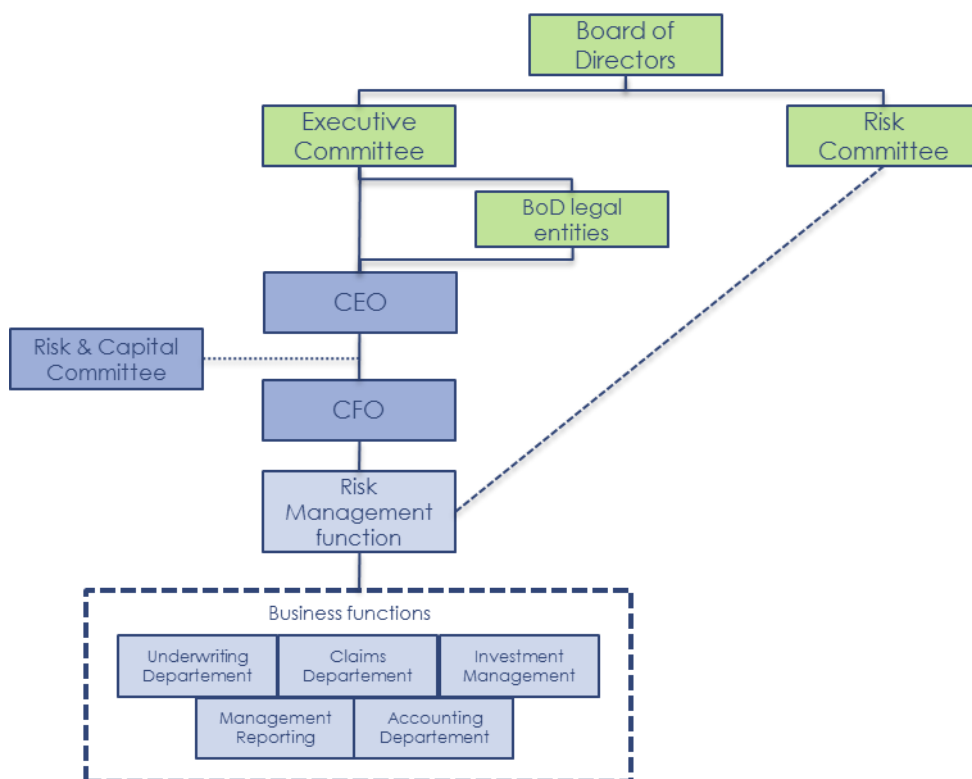 Board of
Directors
Executive
Committee
Risk
Committee
BoD legal
entities
CEO
Risk & Capital
Committee
CFO
Risk
Management
function
Business functions
Underwriting
Departement
Claims
Departement
Investment
Management
Management
Reporting
Accounting
Departement